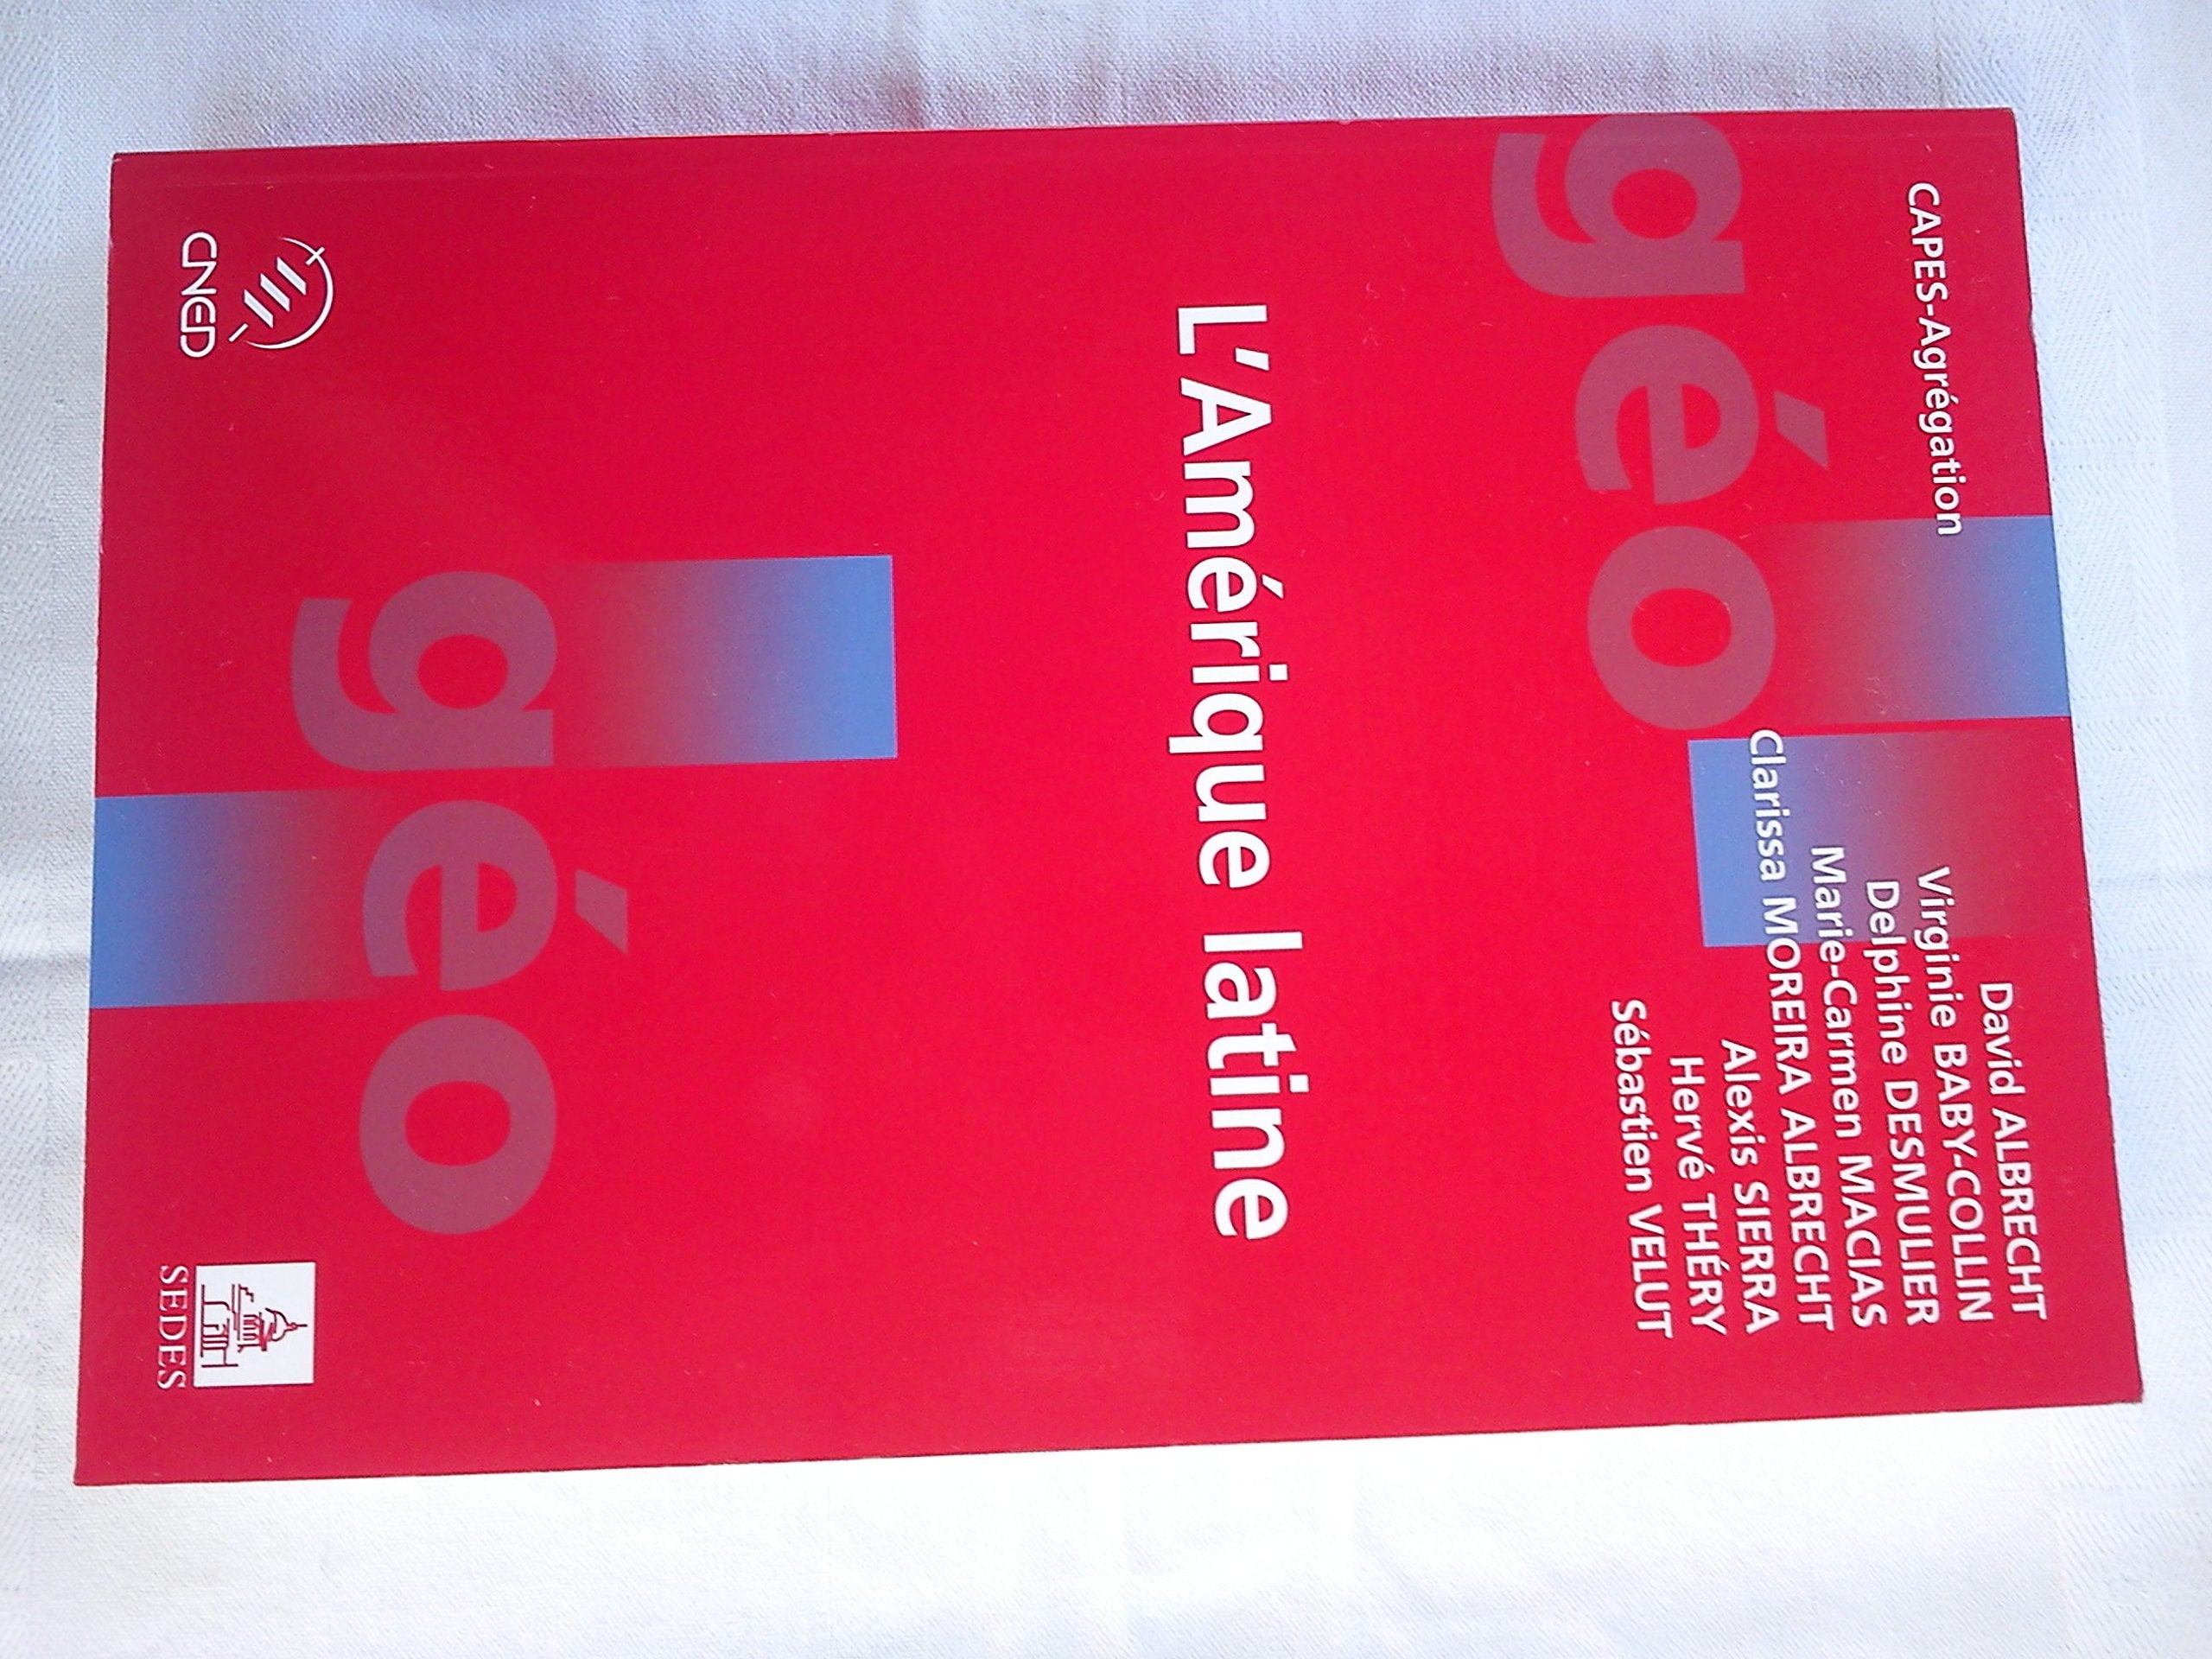 CAPES-Agrégation
David ALBRECHT
Virginie BABY-COLLIN
Delphine DESMULIER
Marie-Carmen MACIAS
Clarissa MOREIRA ALBRECHT
Alexis SIERRA
Hervé THÉRY
Sébastien VELUT
géo
L'Amérique latine
géo
CNED
SEDES